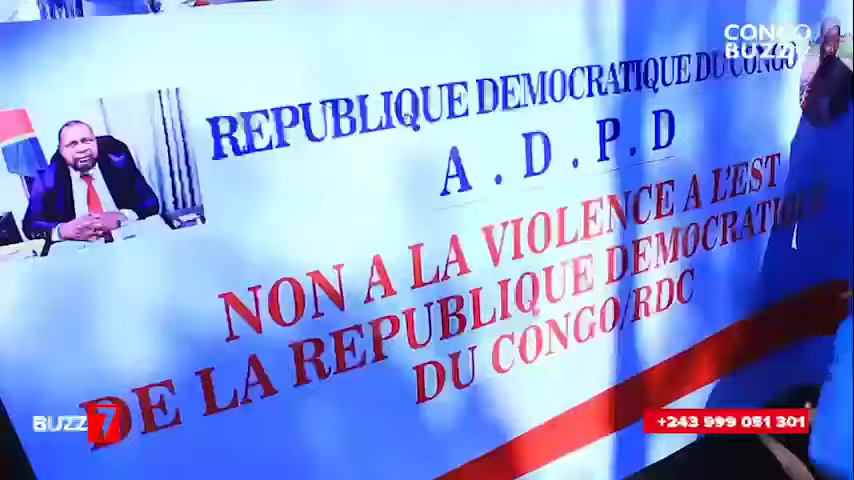 CONGO
BUZZ
REPUBLIQUE DEMOCRATIQUE DU CONGO
A.D.P.D
NON A LA VIOLENCE A L'EST
DE LA REPUBLIQUE DEMOCRATIQUE
DU CONGO/RDC
BUZZ 7
+243 999 051 301